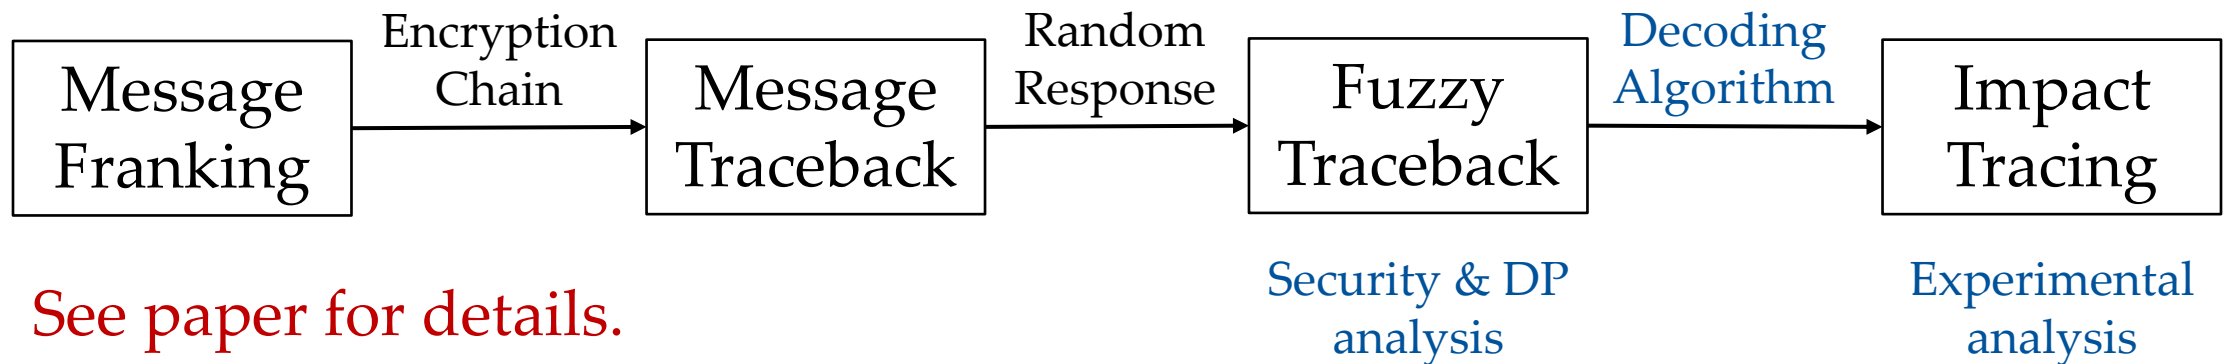 Message
Franking
Encryption
Chain
Message
Traceback
Random
Response
Fuzzy
Traceback
Decoding
Algorithm
Impact
Tracing
See paper for details.
Security & DP
analysis
Experimental
analysis